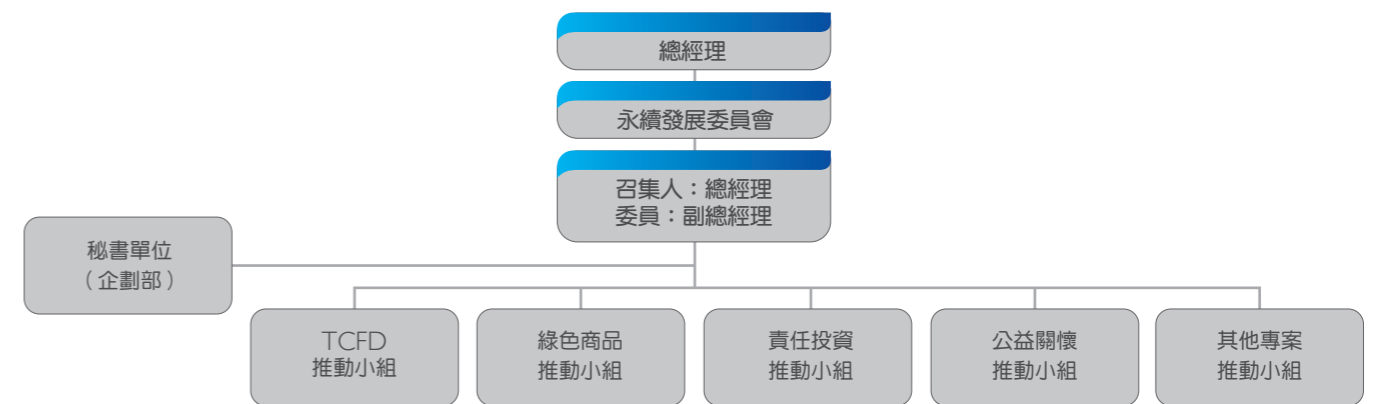 總經理
永續發展委員會
召集人：總經理
委員：副總經理
秘書單位
（企劃部）
TCFD
推動小組
綠色商品
推動小組
責任投資
推動小組
公益關懷
推動小組
其他專案
推動小組